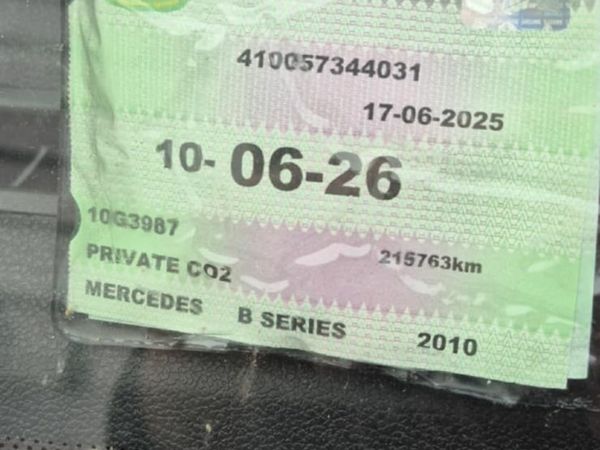 410057344031
17-06-2025
10- 06-26
10G3987
215763km
PRIVATE CO2
MERCEDES B SERIES 2010